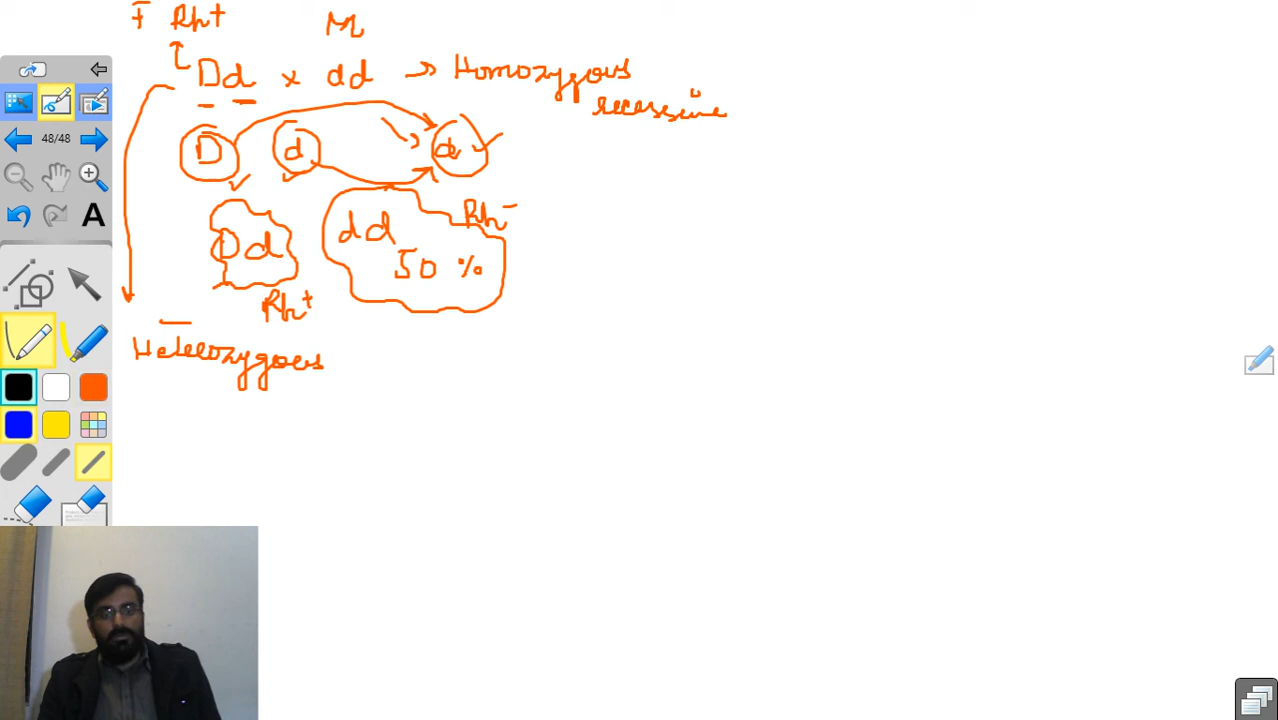 F Rh+ M
Dd × dd → Homozygous
recessive
D d d
Dd dd Rh-
50 %
Rh+
Heterozygous
48/48
A